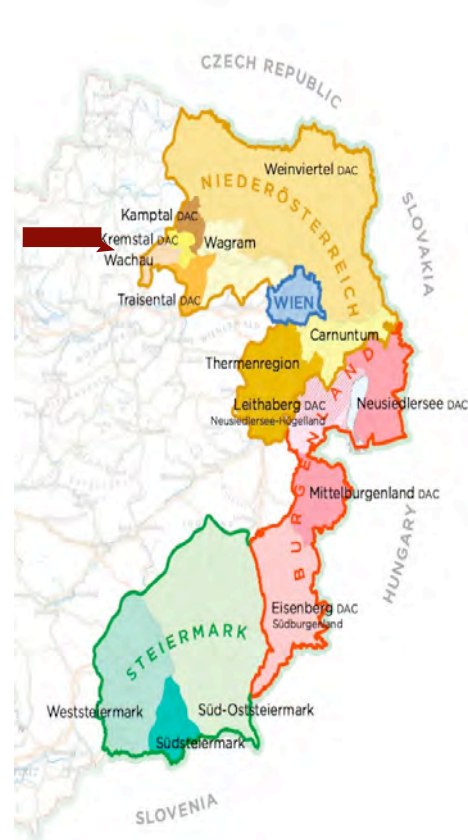 CZECH REPUBLIC
Weinviertel DAC
NIEDERÖSTERREICH
SLOVAKIA
Kamptal DAC
Kremstal DAC
Wagram
Wachau
Traisental DAC
WIEN
Carnuntum
Thermenregion
Leithaberg DAC
Neusiedlersee-Hügelland
Neusiedlersee DAC
BURGENLAND
Mittelburgenland DAC
HUNGARY
Eisenberg DAC
Südburgenland
STEIERMARK
Weststeiermark
Süd-Oststeiermark
Südsteiermark
SLOVENIA